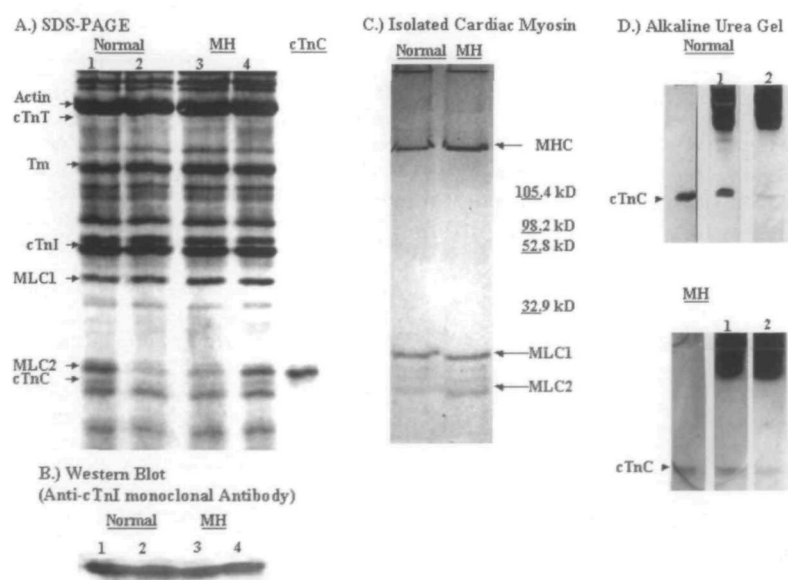 A.) SDS-PAGE
Normal MH cTnC
1 2 3 4
Actin
cTnT
Tm
cTnI
MLC1
MLC2
cTnC
B.) Western Blot
(Anti-cTnI monoclonal Antibody)
Normal MH
1 2 3 4
C.) Isolated Cardiac Myosin
Normal MH
MHC
105.4 kD
98.2 kD
52.8 kD
32.9 kD
MLC1
MLC2
D.) Alkaline Urea Gel
Normal
1 2
cTnC
MH
1 2
cTnC